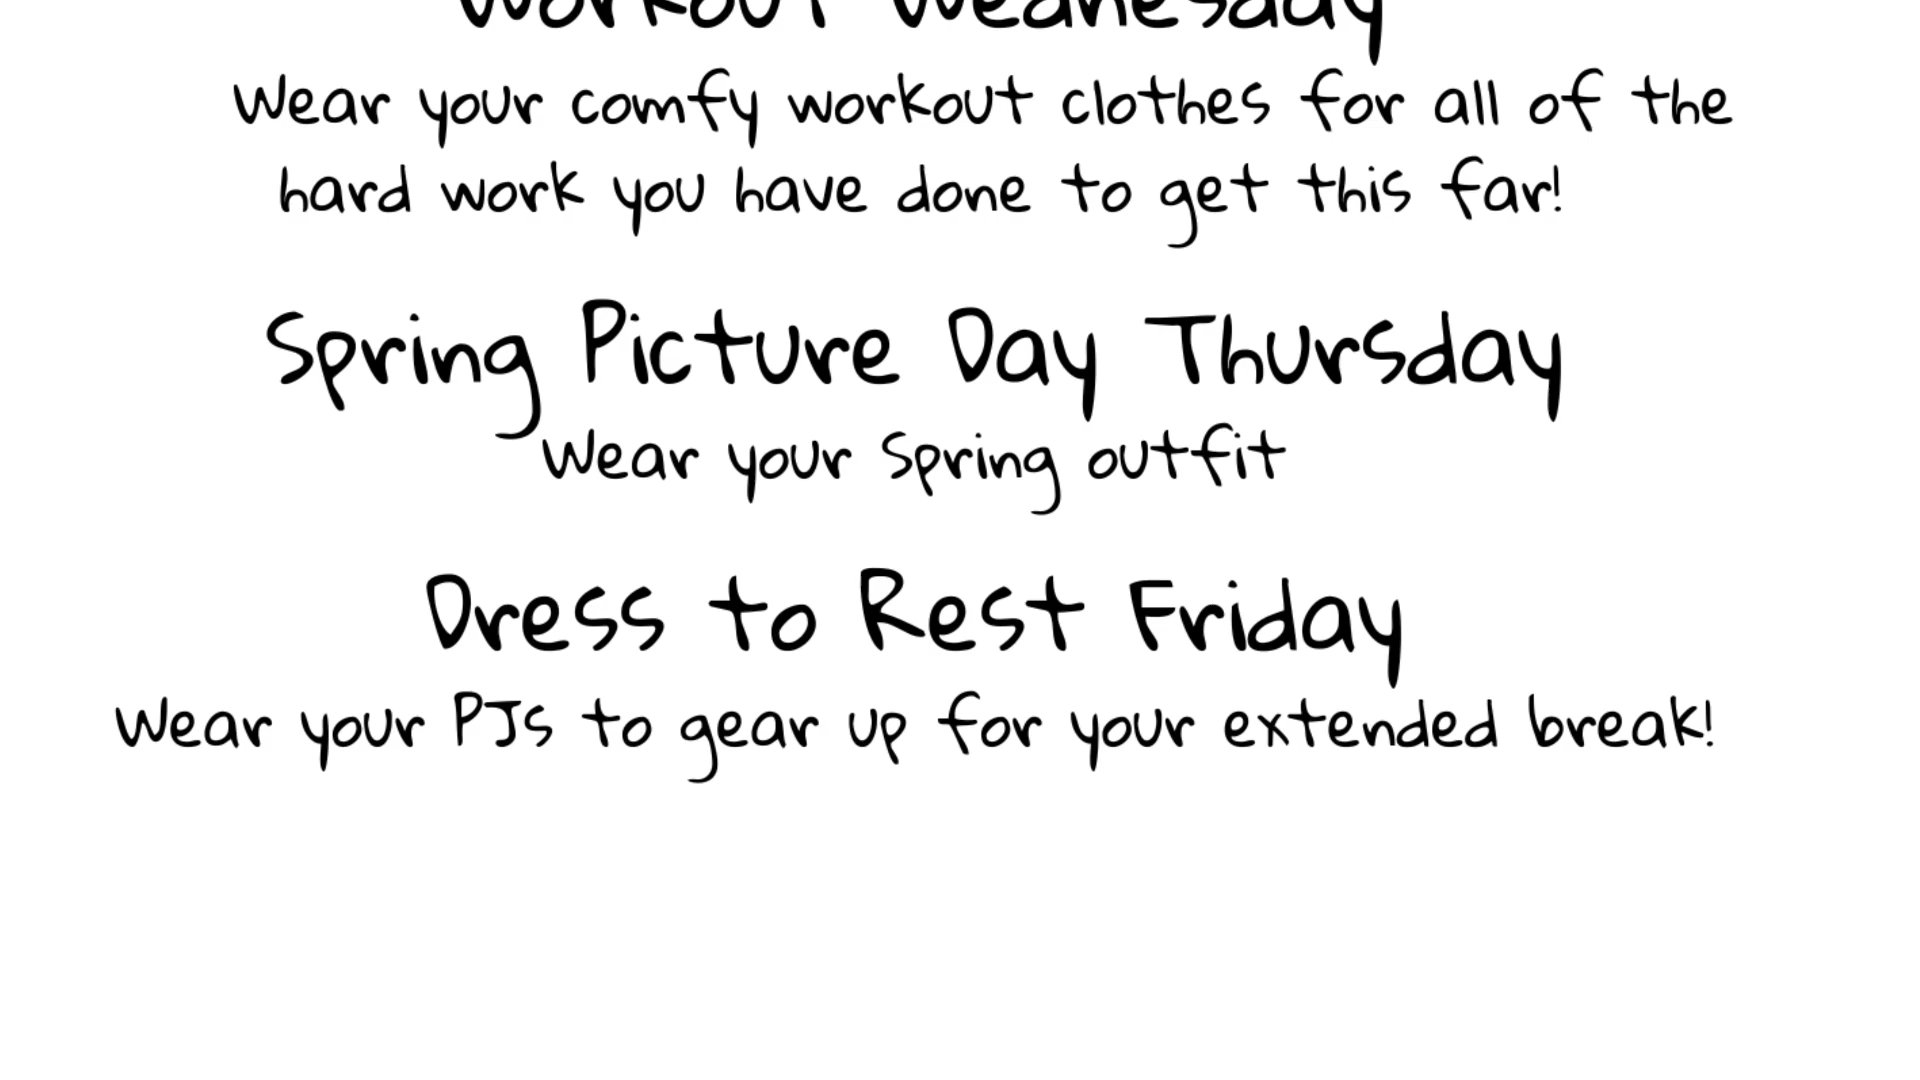 Workout Wednesday
Wear your comfy workout clothes for all of the
hard work you have done to get this far!
Spring Picture Day Thursday
Wear your Spring outfit
Dress to Rest Friday
Wear your PJs to gear up for your extended break!